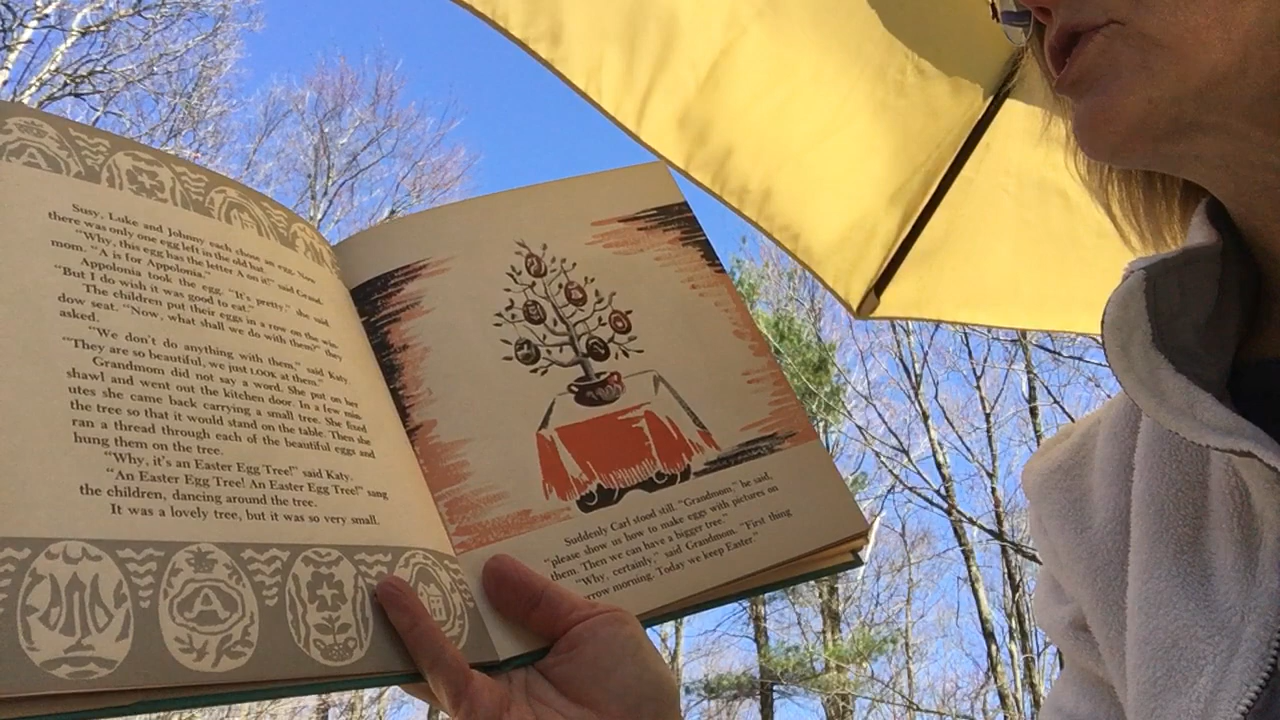 Susy, Luke and Johnny each chose an egg. Now
there was only one egg left in the old hat.
"Why, this egg has the letter A on it!" said Grand-
mom. "A is for Appolonia."
Appolonia took the egg. "It's pretty," she said.
"But I do wish it was good to eat."
The children put their eggs in a row on the win-
dow seat. "Now, what shall we do with them?" they
asked.
"We don't do anything with them," said Katy.
"They are so beautiful, we just LOOK at them."
Grandmom did not say a word. She put on her
shawl and went out the kitchen door. In a few min-
utes she came back carrying a small tree. She fixed
the tree so that it would stand on the table. Then she
ran a thread through each of the beautiful eggs and
hung them on the tree.
"Why, it's an Easter Egg Tree!" said Katy.
"An Easter Egg Tree! An Easter Egg Tree!" sang
the children, dancing around the tree.
It was a lovely tree, but it was so very small.
A
A
Suddenly Carl stood still. "Grandmom," he said,
"please show us how to make eggs with pictures on
them. Then we can have a bigger tree."
"Why, certainly," said Grandmom. "First thing
orrow morning. Today we keep Easter."